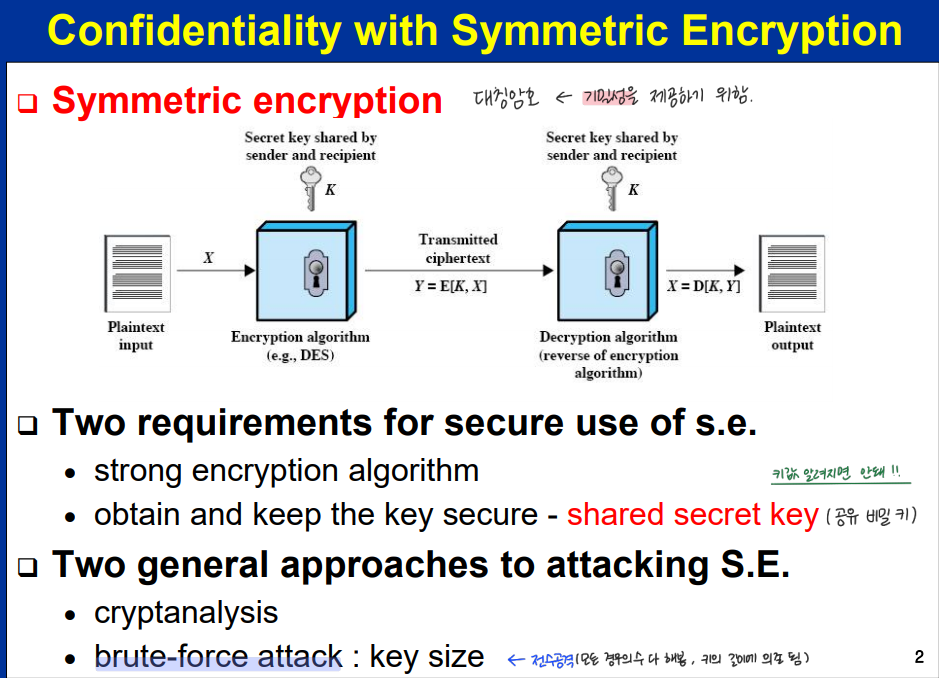 Confidentiality with Symmetric Encryption
Symmetric encryption 대칭암호 ← 기밀성을 제공하기 위함.
Secret key shared by
sender and recipient
K
Secret key shared by
sender and recipient
K
X
Transmitted
ciphertext
Y = E[K, X]
X = D[K, Y]
Plaintext
input
Encryption algorithm
(e.g., DES)
Decryption algorithm
(reverse of encryption
algorithm)
Plaintext
output
Two requirements for secure use of s.e.
• strong encryption algorithm
키값 알려지면 안돼!!
• obtain and keep the key secure - shared secret key (공유 비밀 키)
Two general approaches to attacking S.E.
• cryptanalysis
• brute-force attack : key size ← 전수공격(모든 경우의수 다 해봄, 키의 길이에 의존 됨)
2